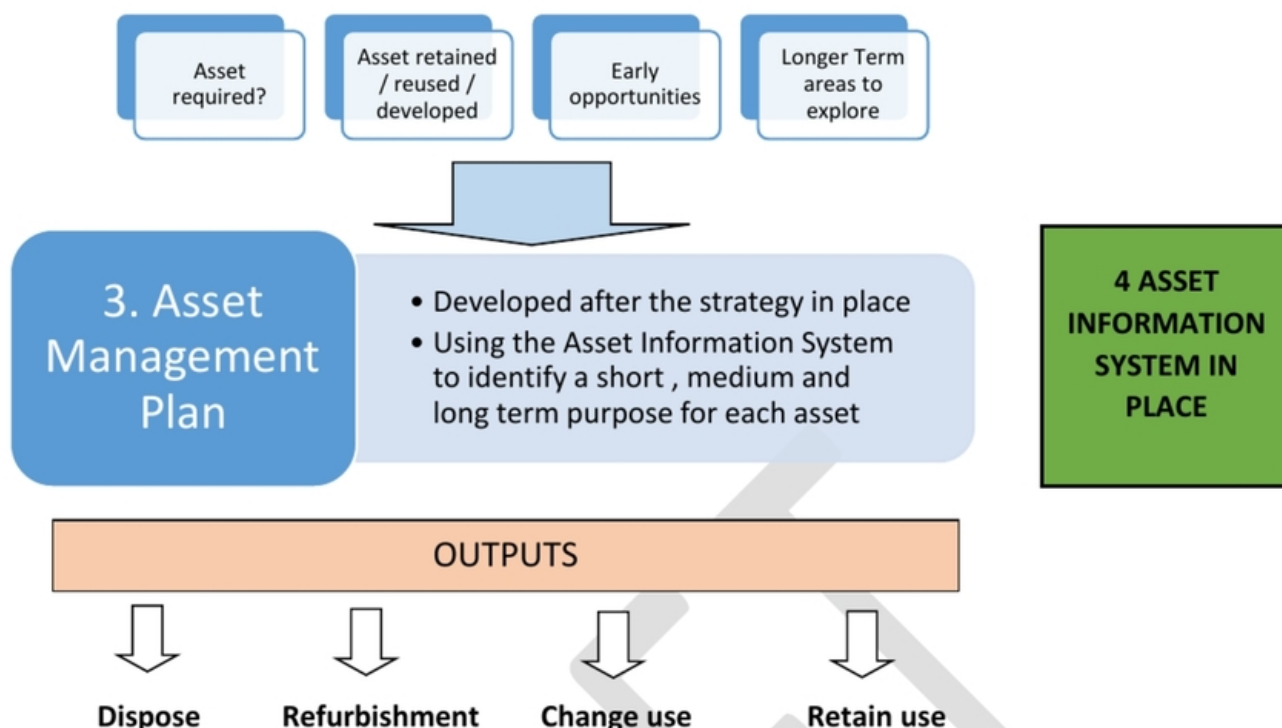 Asset
required?
Asset retained
/ reused /
developed
Early
opportunities
Longer Term
areas to
explore
3. Asset
Management
Plan
• Developed after the strategy in place
• Using the Asset Information System
to identify a short , medium and
long term purpose for each asset
4 ASSET
INFORMATION
SYSTEM IN
PLACE
OUTPUTS
Dispose
Refurbishment
Change use
Retain use